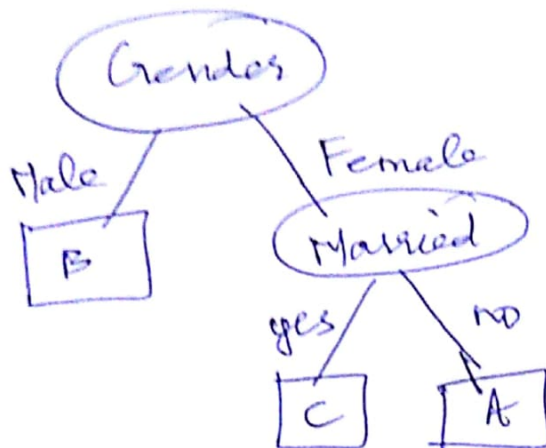 Gender
Male
Female
B
Married
yes
no
C
A